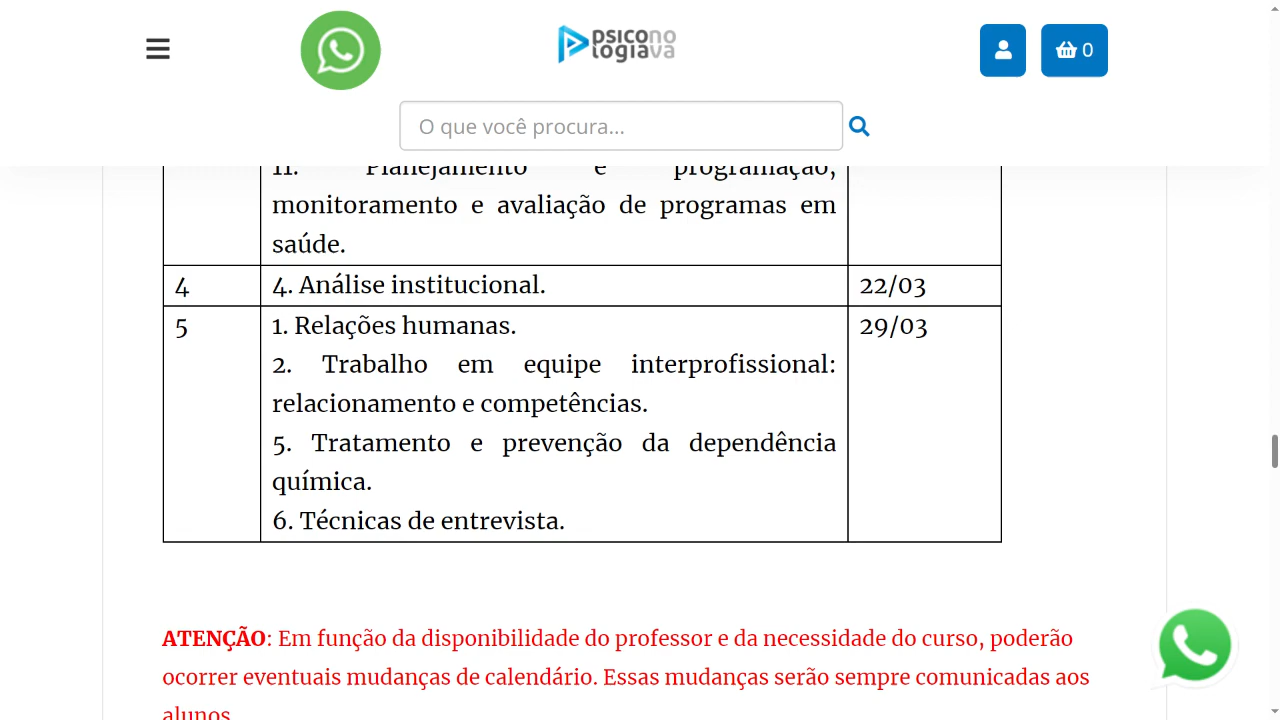 PSICONO
LOGIAVA
0
O que você procura...
11. Planejamento e programação,
monitoramento e avaliação de programas em
saúde.
4 4. Análise institucional. 22/03
5 1. Relações humanas. 29/03
2. Trabalho em equipe interprofissional:
relacionamento e competências.
5. Tratamento e prevenção da dependência
química.
6. Técnicas de entrevista.
ATENÇÃO: Em função da disponibilidade do professor e da necessidade do curso, poderão
ocorrer eventuais mudanças de calendário. Essas mudanças serão sempre comunicadas aos
alunos